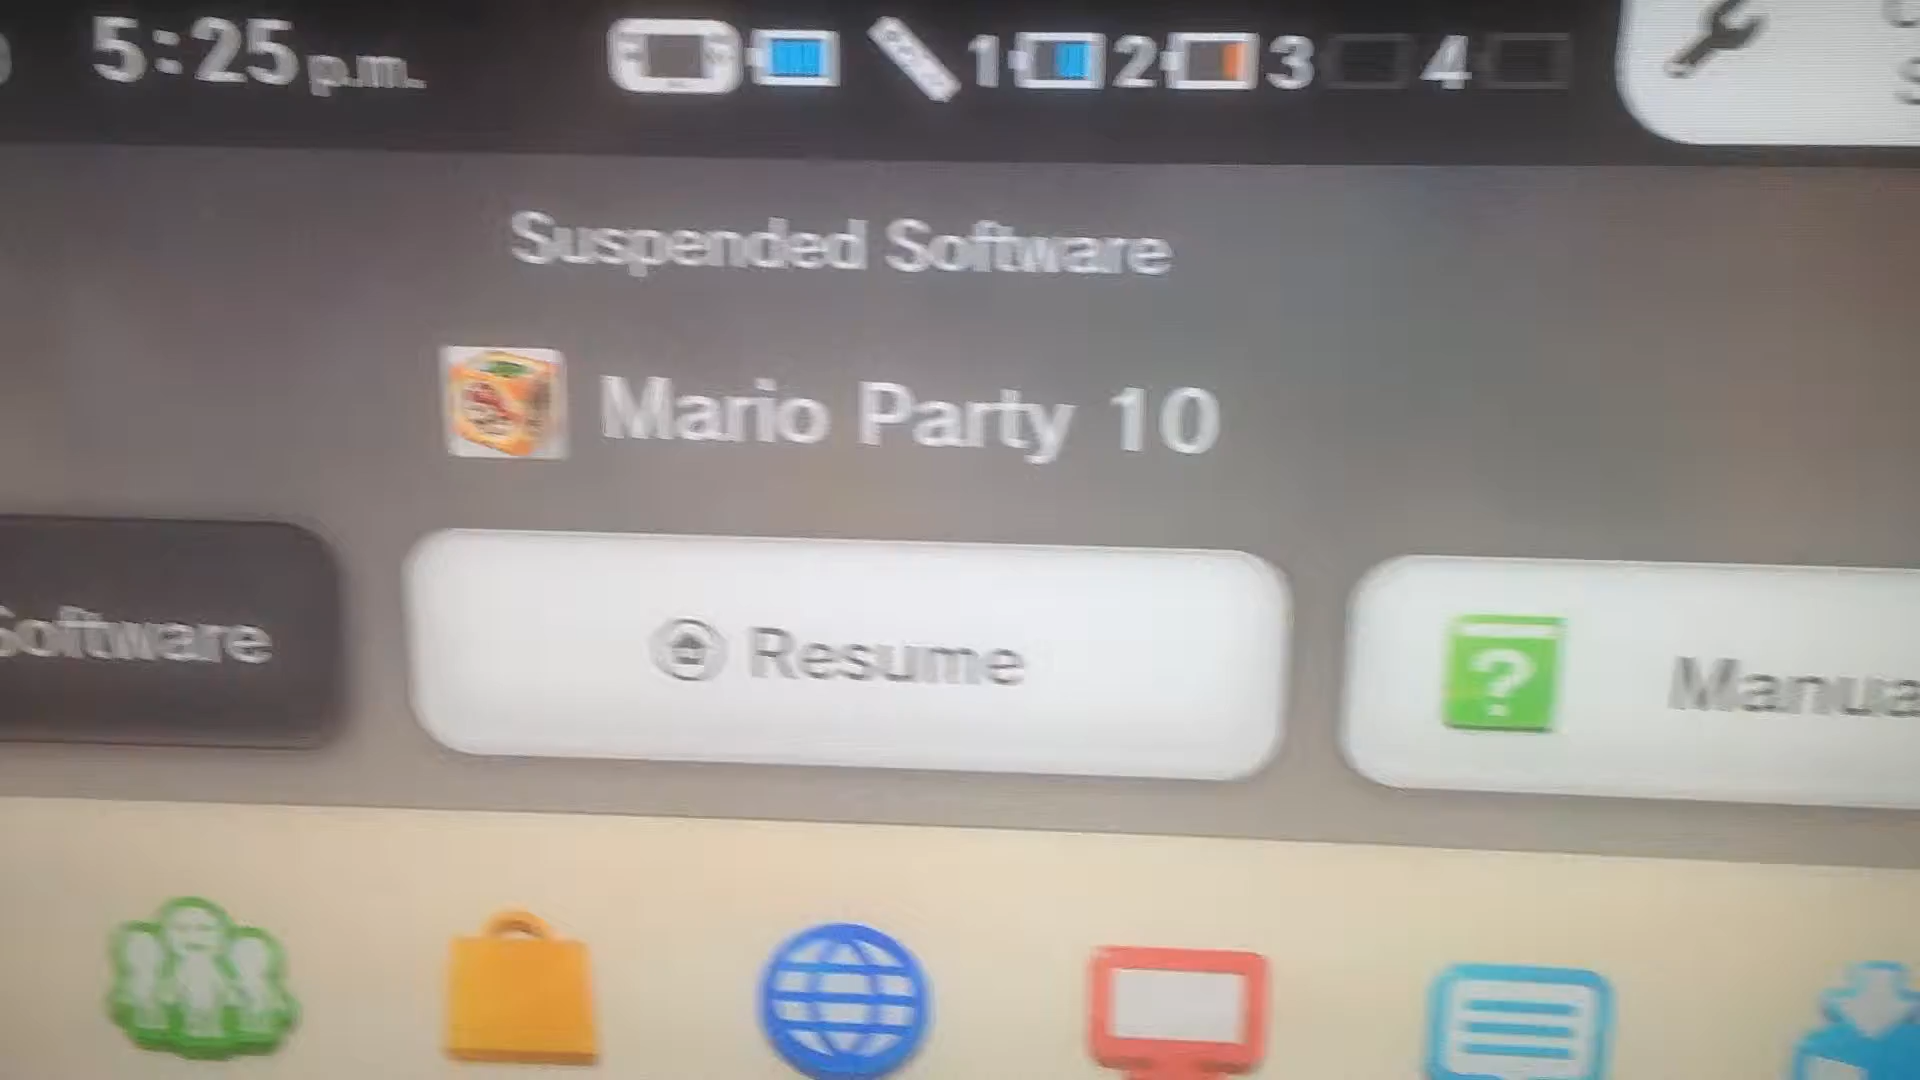 5:25 p.m. 1 2 3 4
Suspended Software
Mario Party 10
Software
Resume
? Manua